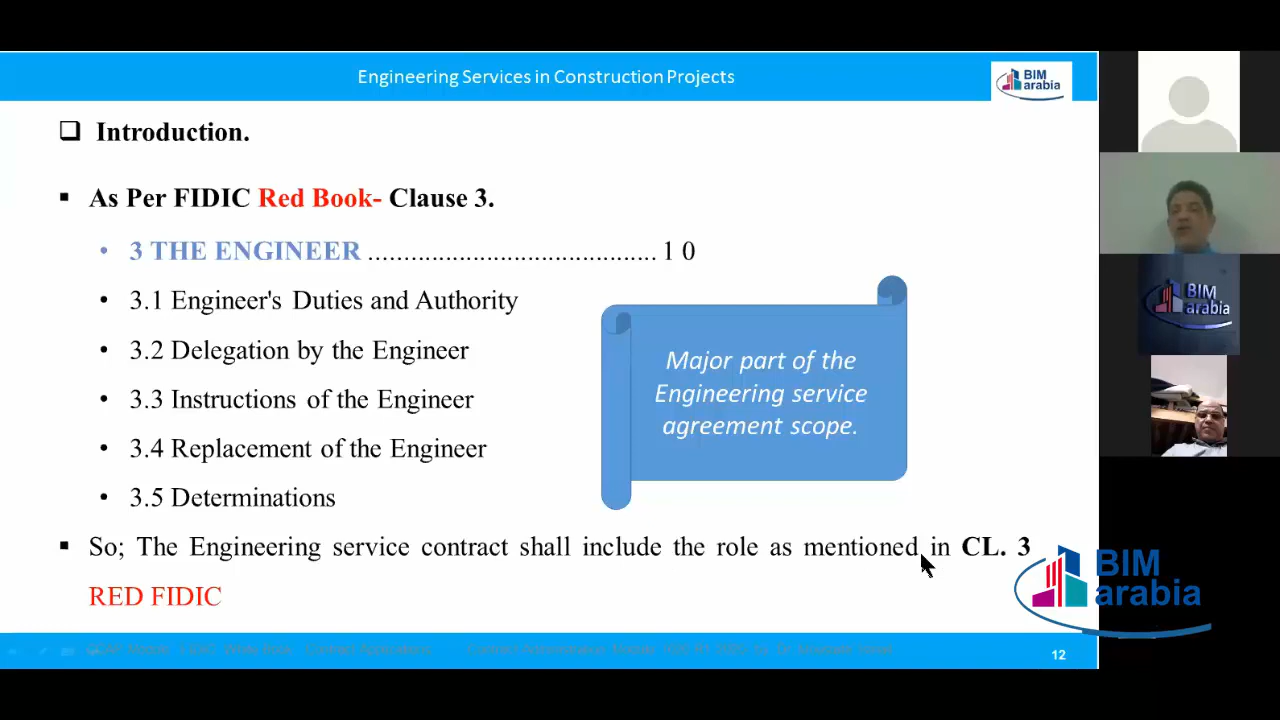 Engineering Services in Construction Projects
BIM
arabia
❑ Introduction.
▪ As Per FIDIC Red Book- Clause 3.
• 3 THE ENGINEER ........................................... 1 0
• 3.1 Engineer's Duties and Authority
• 3.2 Delegation by the Engineer
• 3.3 Instructions of the Engineer
• 3.4 Replacement of the Engineer
• 3.5 Determinations
Major part of the
Engineering service
agreement scope.
▪ So; The Engineering service contract shall include the role as mentioned in CL. 3
RED FIDIC
BIM
arabia
BIM
arabia
12